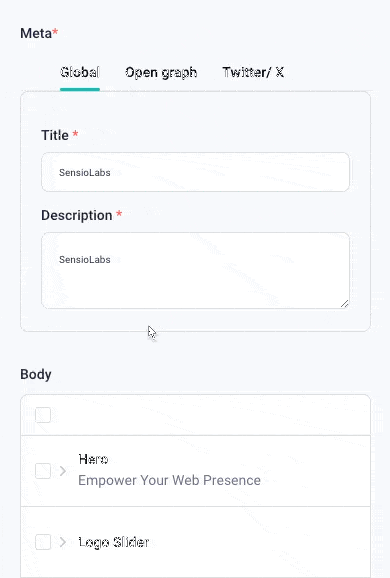 Meta*
Global Open graph Twitter/ X
Title *
SensioLabs
Description *
SensioLabs
Body
Hero
Empower Your Web Presence
Logo Slider